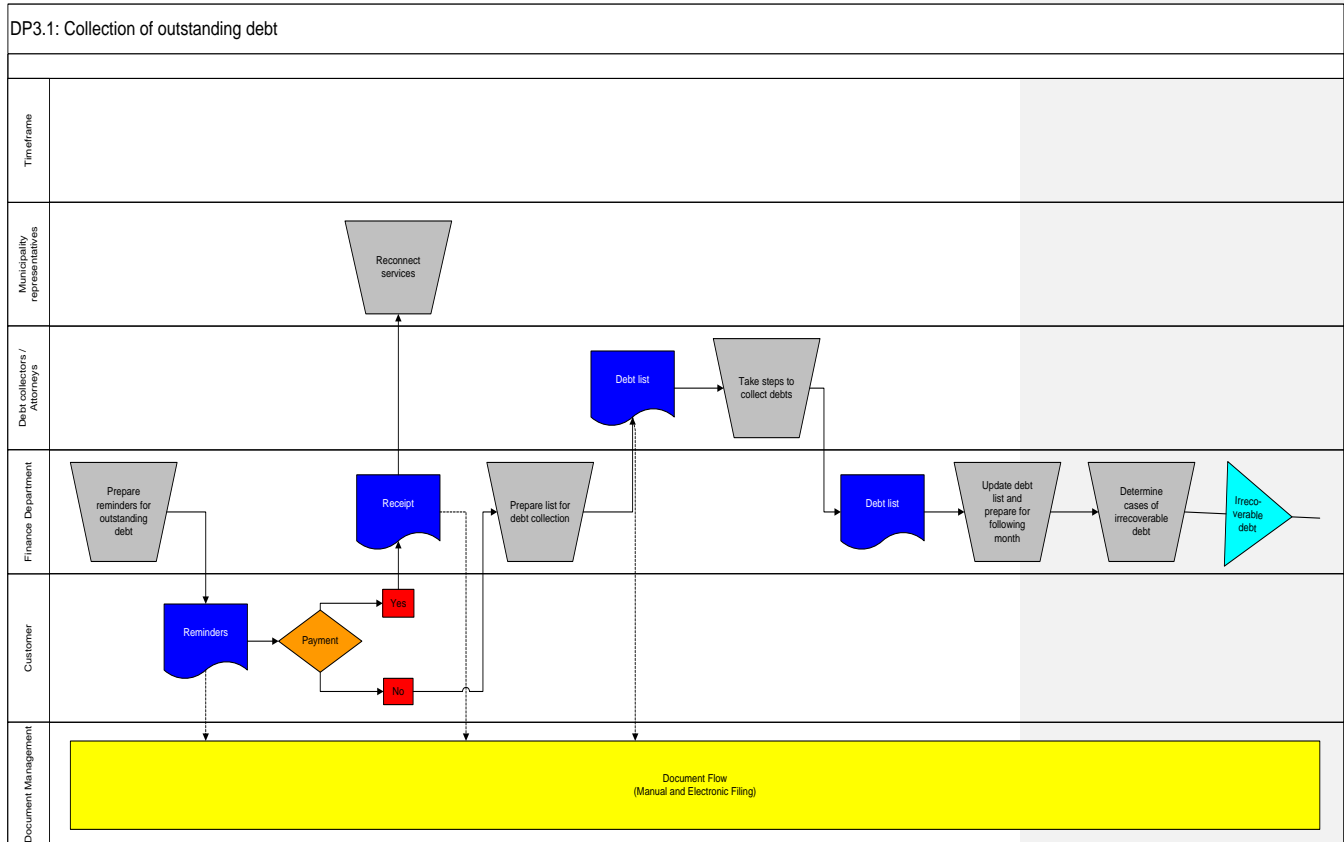 DP3.1: Collection of outstanding debt
Timeframe
Municipality
representatives
Reconnect
services
Debt collectors /
Attorneys
Debt list
Take steps to
collect debts
Finance Department
Prepare
reminders for
outstanding
debt
Receipt
Prepare list for
debt collection
Debt list
Update debt
list and
prepare for
following
month
Determine
cases of
irrecoverable
debt
Irreco-
verable
debt
Customer
Reminders
Payment
Yes
No
Document Management
Document Flow
(Manual and Electronic Filing)